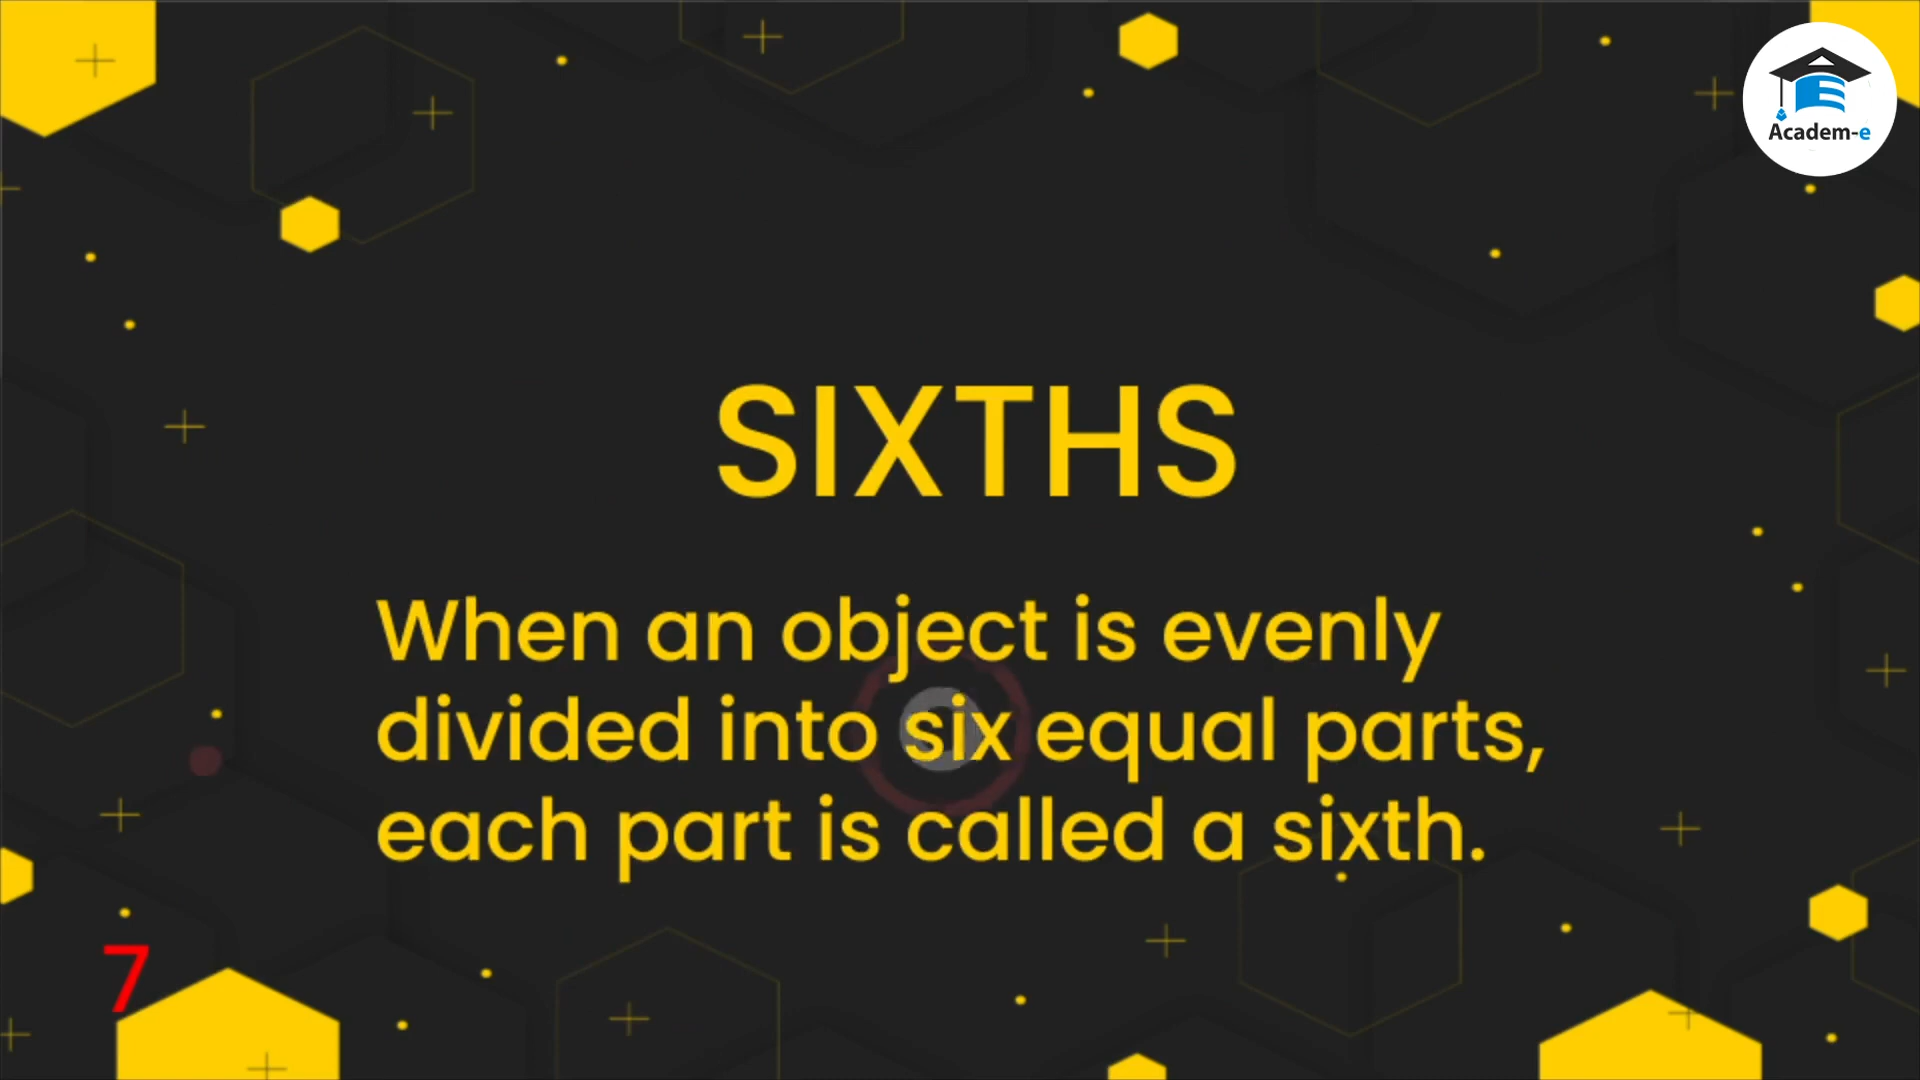 Academ-e
SIXTHS
When an object is evenly
divided into six equal parts,
each part is called a sixth.
7